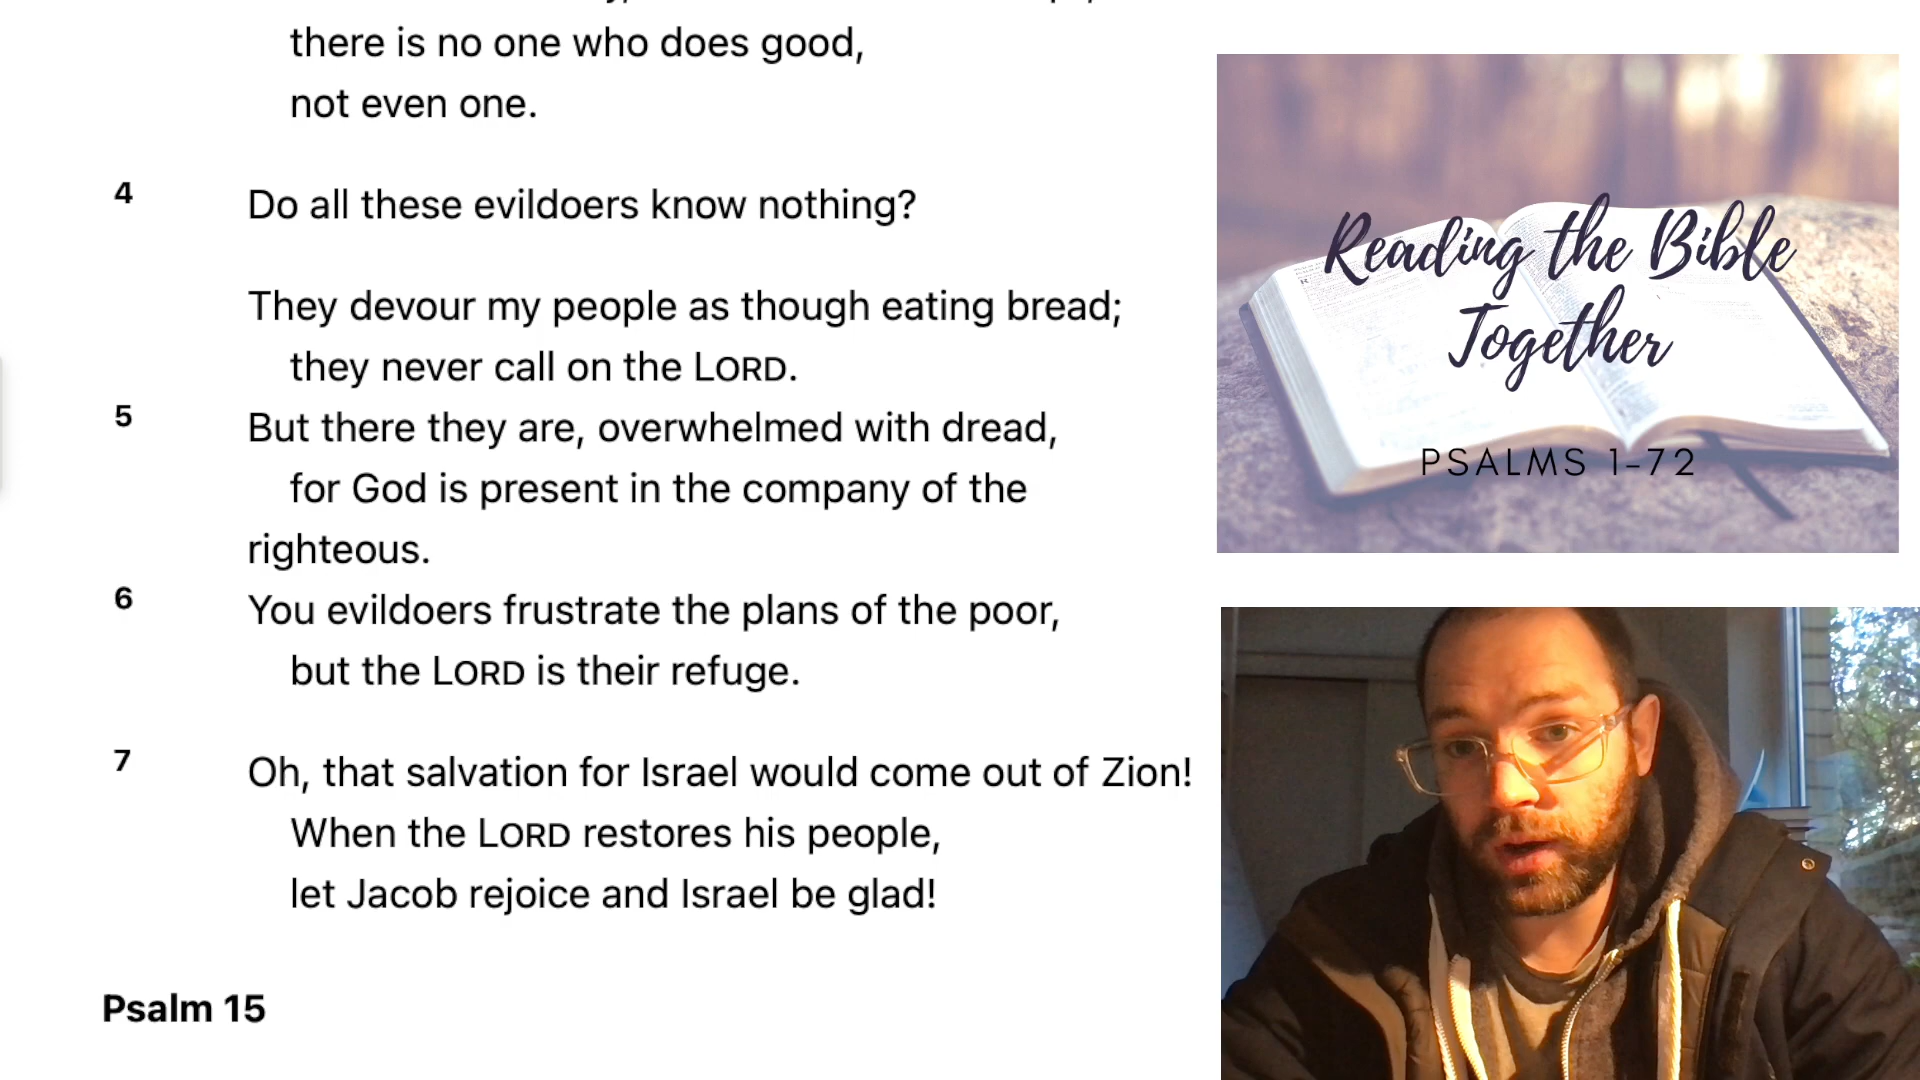 there is no one who does good,
not even one.
4 Do all these evildoers know nothing?
They devour my people as though eating bread;
they never call on the LORD.
5 But there they are, overwhelmed with dread,
for God is present in the company of the
righteous.
6 You evildoers frustrate the plans of the poor,
but the LORD is their refuge.
7 Oh, that salvation for Israel would come out of Zion!
When the LORD restores his people,
let Jacob rejoice and Israel be glad!
Psalm 15
Reading the Bible
Together
PSALMS 1-72